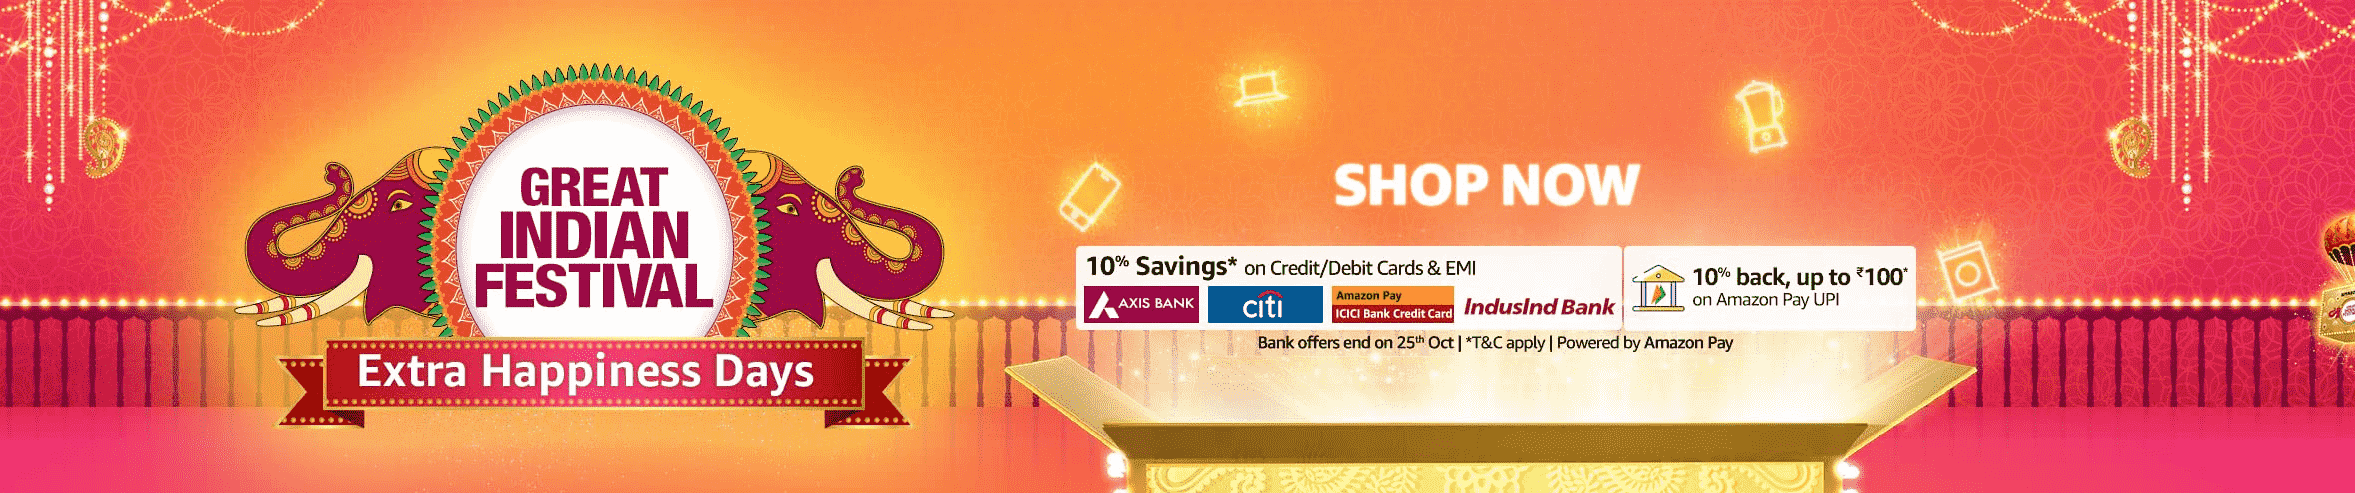 GREAT
INDIAN
FESTIVAL
Extra Happiness Days
SHOP NOW
10% Savings* on Credit/Debit Cards & EMI
AXIS BANK
citi
Amazon Pay
ICICI Bank Credit Card
IndusInd Bank
10% back, up to ₹100*
on Amazon Pay UPI
Bank offers end on 25th Oct | *T&C apply | Powered by Amazon Pay